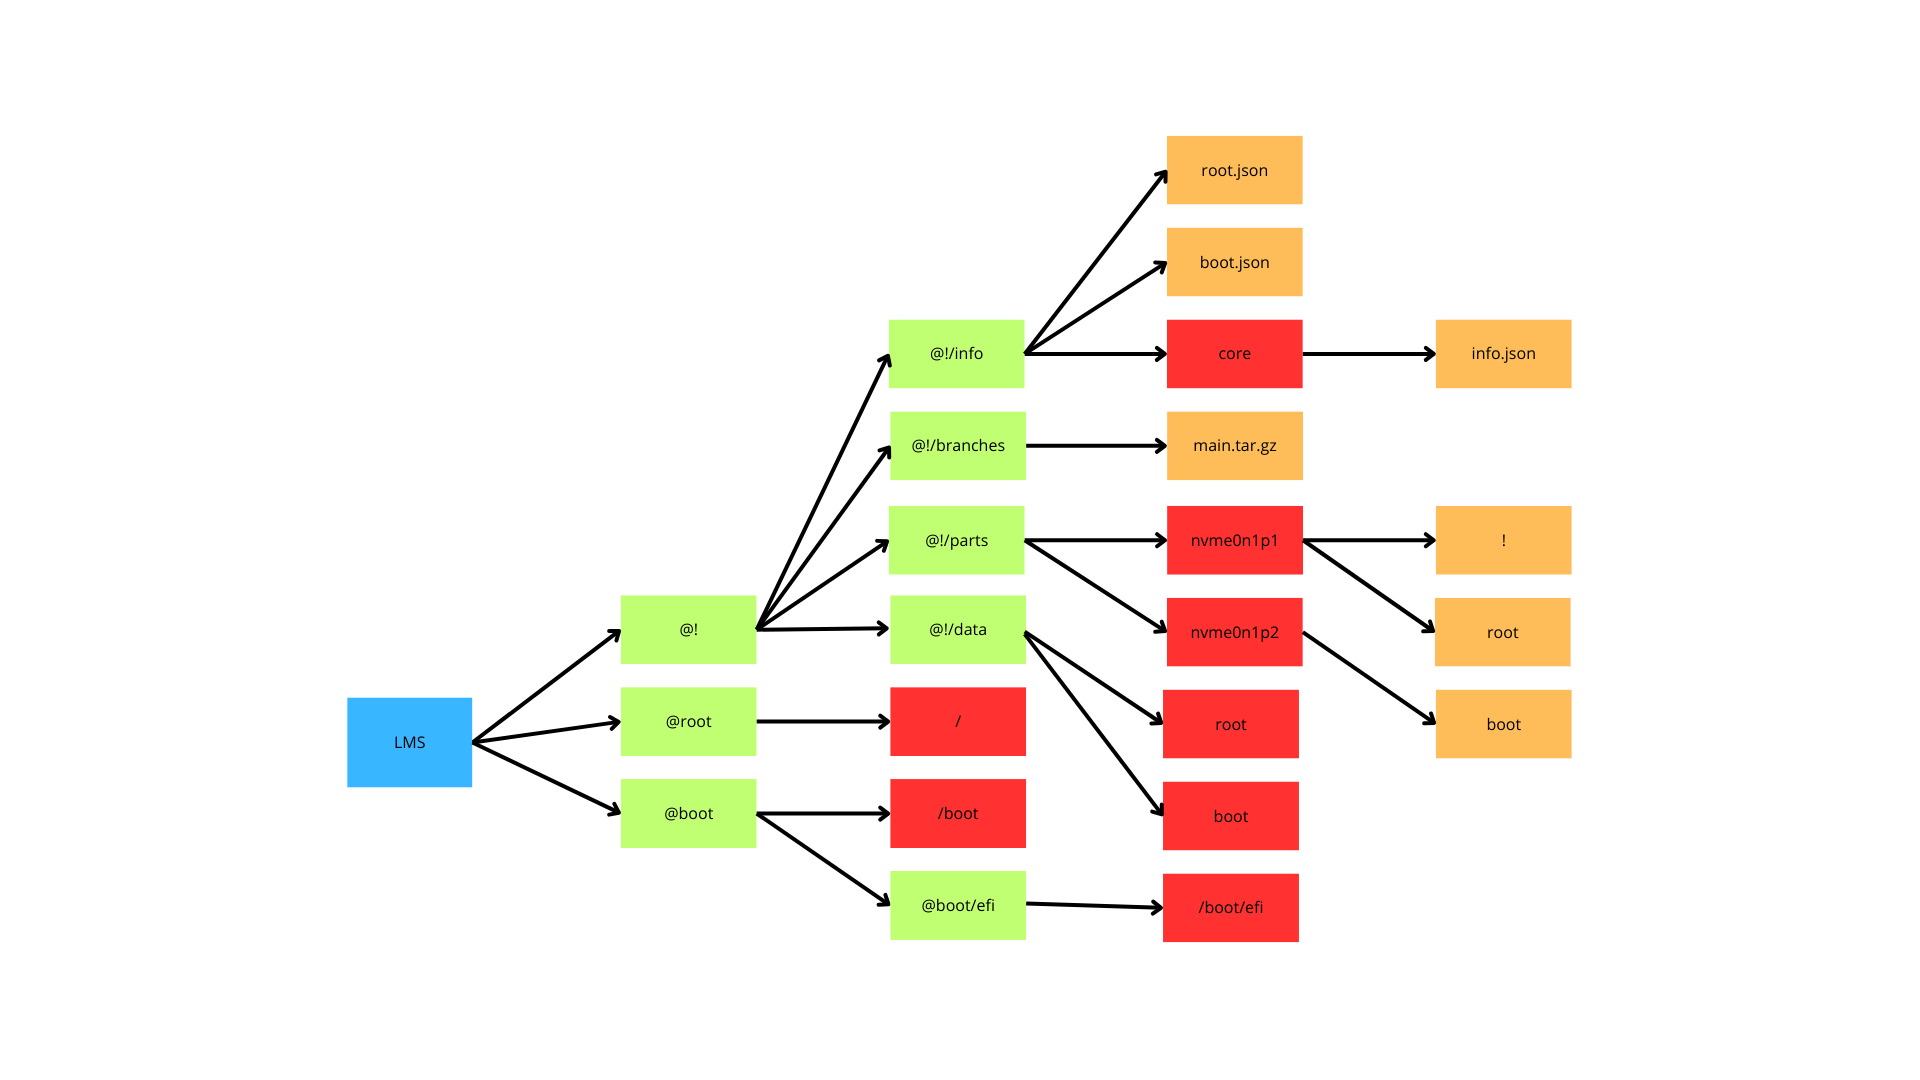 root.json
boot.json
@!/info
core
info.json
@!/branches
main.tar.gz
@!/parts
nvme0n1p1
!
@!
@!/data
nvme0n1p2
root
@root
/
root
boot
LMS
@boot
/boot
boot
@boot/efi
/boot/efi